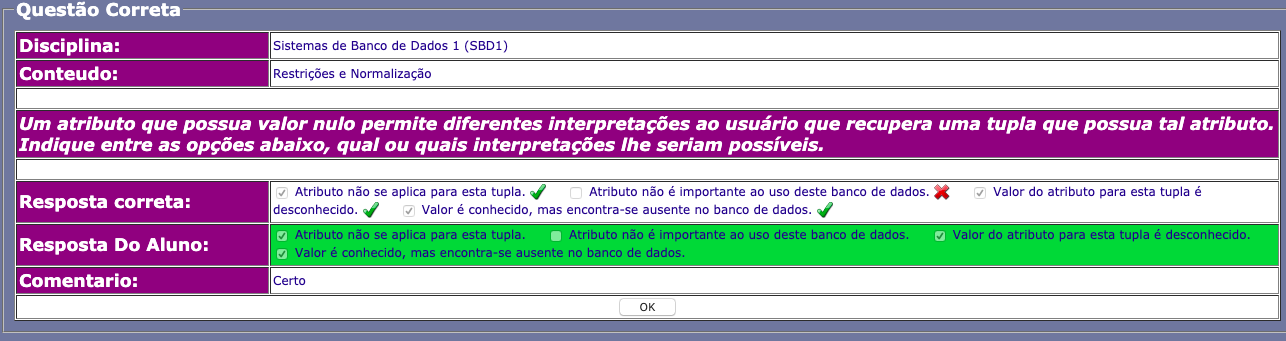 Questão Correta
Disciplina:
Sistemas de Banco de Dados 1 (SBD1)
Conteudo:
Restrições e Normalização
Um atributo que possua valor nulo permite diferentes interpretações ao usuário que recupera uma tupla que possua tal atributo.
Indique entre as opções abaixo, qual ou quais interpretações lhe seriam possíveis.
Resposta correta:
Atributo não se aplica para esta tupla. Atributo não é importante ao uso deste banco de dados. Valor do atributo para esta tupla é
desconhecido. Valor é conhecido, mas encontra-se ausente no banco de dados.
Resposta Do Aluno:
Atributo não se aplica para esta tupla. Atributo não é importante ao uso deste banco de dados. Valor do atributo para esta tupla é desconhecido.
Valor é conhecido, mas encontra-se ausente no banco de dados.
Comentario:
Certo
OK